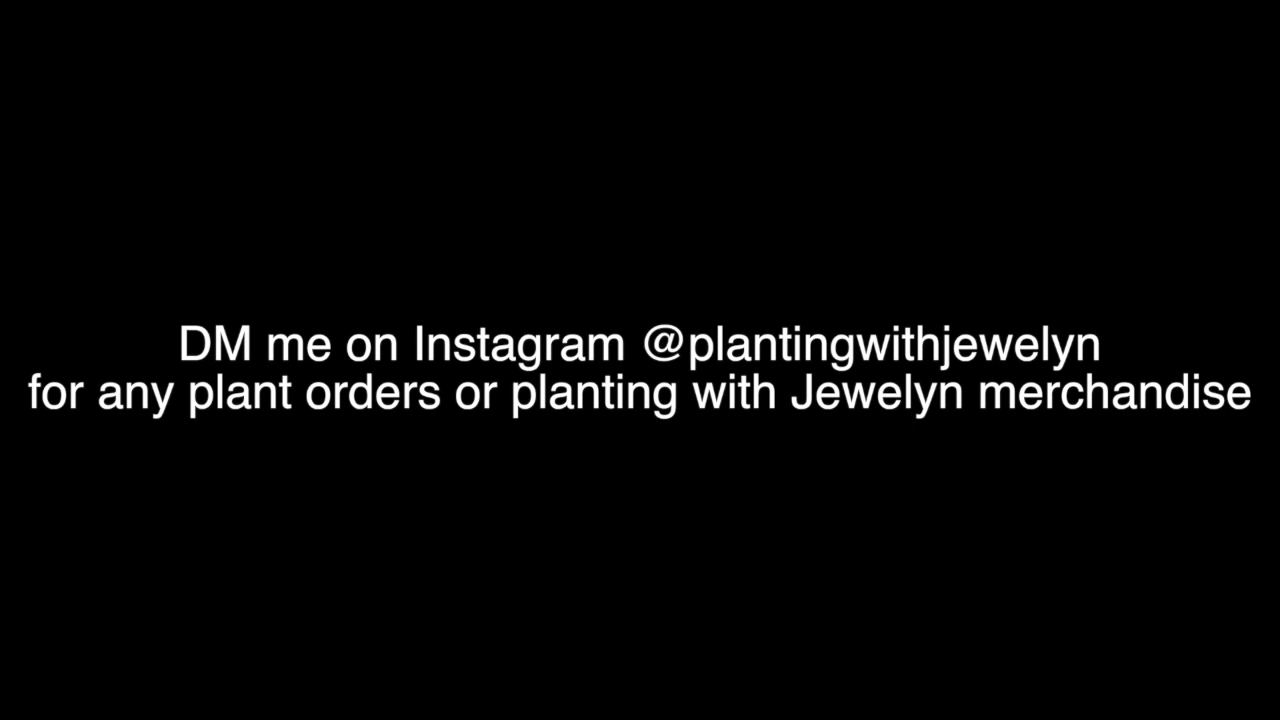 DM me on Instagram @plantingwithjewelyn
for any plant orders or planting with Jewelyn merchandise